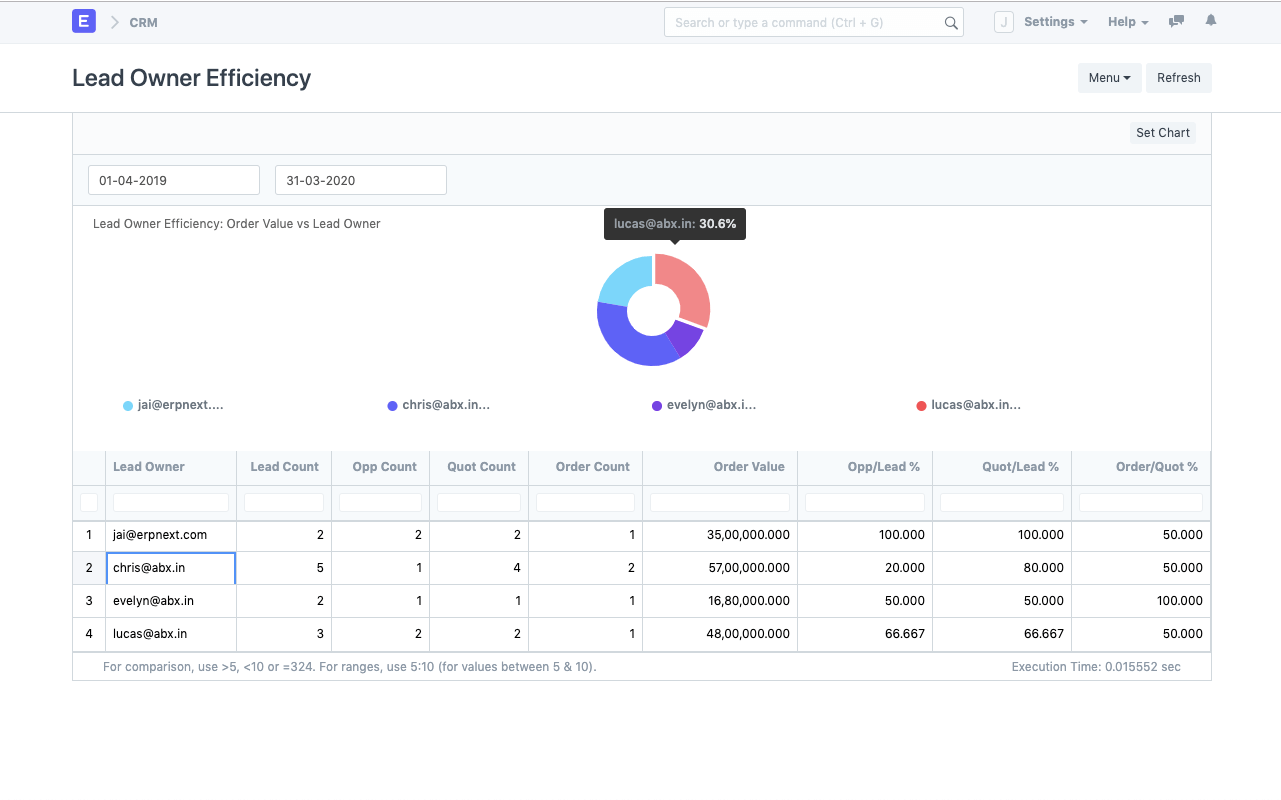 E CRM Search or type a command (Ctrl + G) J Settings Help
Lead Owner Efficiency Menu Refresh
Set Chart
01-04-2019 31-03-2020
Lead Owner Efficiency: Order Value vs Lead Owner
lucas@abx.in: 30.6%
jai@erpnext.... chris@abx.in... evelyn@abx.i... lucas@abx.in...
Lead Owner Lead Count Opp Count Quot Count Order Count Order Value Opp/Lead % Quot/Lead % Order/Quot %
1 jai@erpnext.com 2 2 2 1 35,00,000.000 100.000 100.000 50.000
2 chris@abx.in 5 1 4 2 57,00,000.000 20.000 80.000 50.000
3 evelyn@abx.in 2 1 1 1 16,80,000.000 50.000 50.000 100.000
4 lucas@abx.in 3 2 2 1 48,00,000.000 66.667 66.667 50.000
For comparison, use >5, <10 or =324. For ranges, use 5:10 (for values between 5 & 10). Execution Time: 0.015552 sec